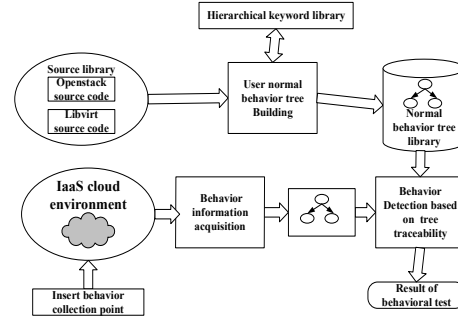 Hierarchical keyword library
Source library
Openstack
source code
Libvirt
source code
User normal
behavior tree
Building
Normal
behavior tree
library
IaaS cloud
environment
Behavior
information
acquisition
Behavior
Detection based
on tree
traceability
Insert behavior
collection point
Result of
behavioral test